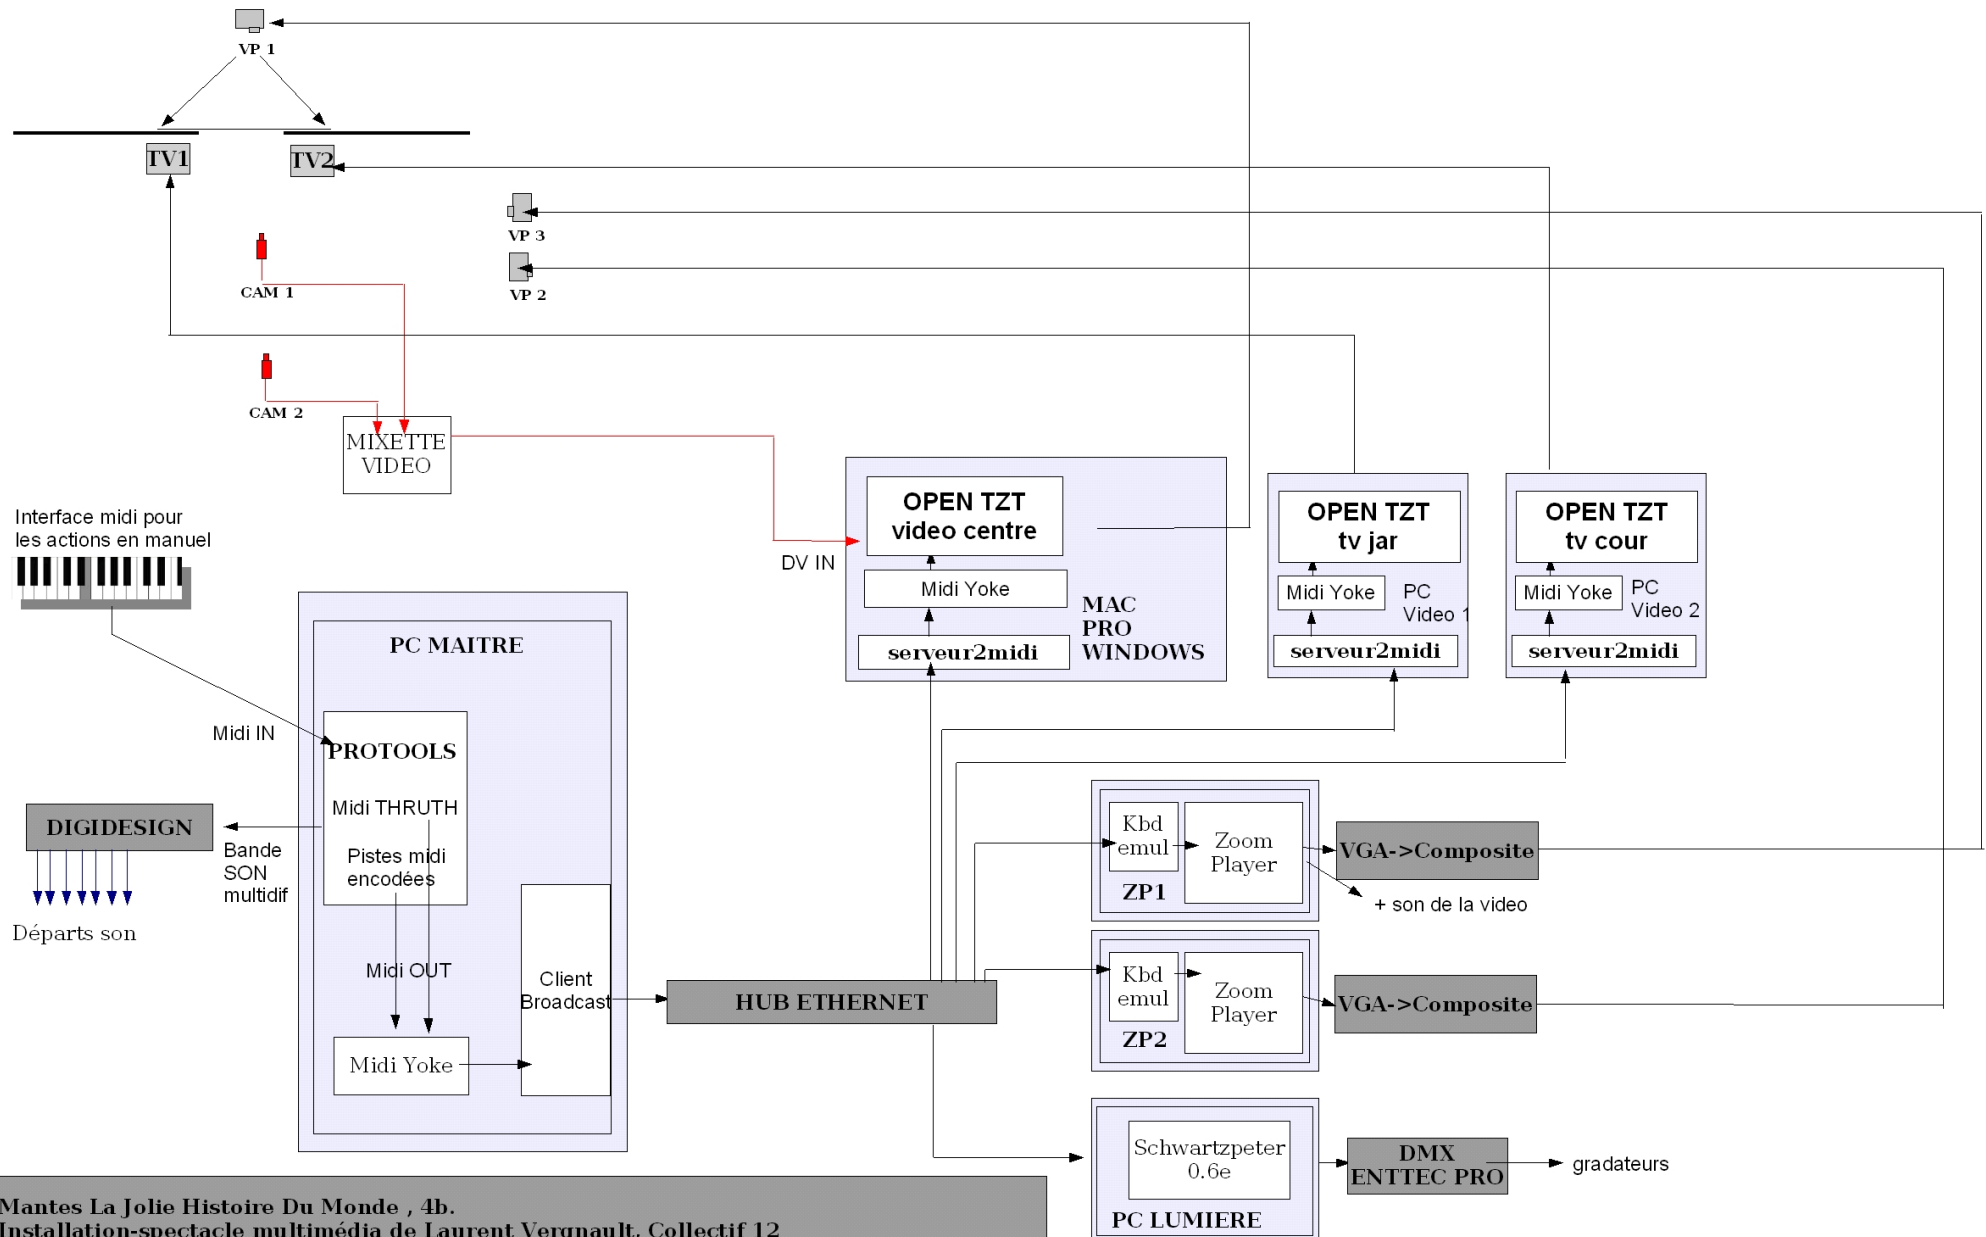 VP 1
TV1
TV2
VP 3
VP 2
CAM 1
CAM 2
MIXETTE
VIDEO
Interface midi pour
les actions en manuel
Midi IN
DIGIDESIGN
Bande
SON
multidif
Départs son
PC MAITRE
PROTOOLS
Midi THRUTH
Pistes midi
encodées
Midi OUT
Midi Yoke
Client
Broadcast
HUB ETHERNET
DV IN
OPEN TZT
video centre
Midi Yoke
serveur2midi
MAC
PRO
WINDOWS
OPEN TZT
tv jar
Midi Yoke
PC
Video 1
serveur2midi
OPEN TZT
tv cour
Midi Yoke
PC
Video 2
serveur2midi
Kbd
emul
Zoom
Player
ZP1
VGA->Composite
+ son de la video
Kbd
emul
Zoom
Player
ZP2
VGA->Composite
Schwartzpeter
0.6e
PC LUMIERE
DMX
ENTTEC PRO
gradateurs
Mantes La Jolie Histoire Du Monde , 4b.
Installation-spectacle multimédia de Laurent Vergnault, Collectif 12